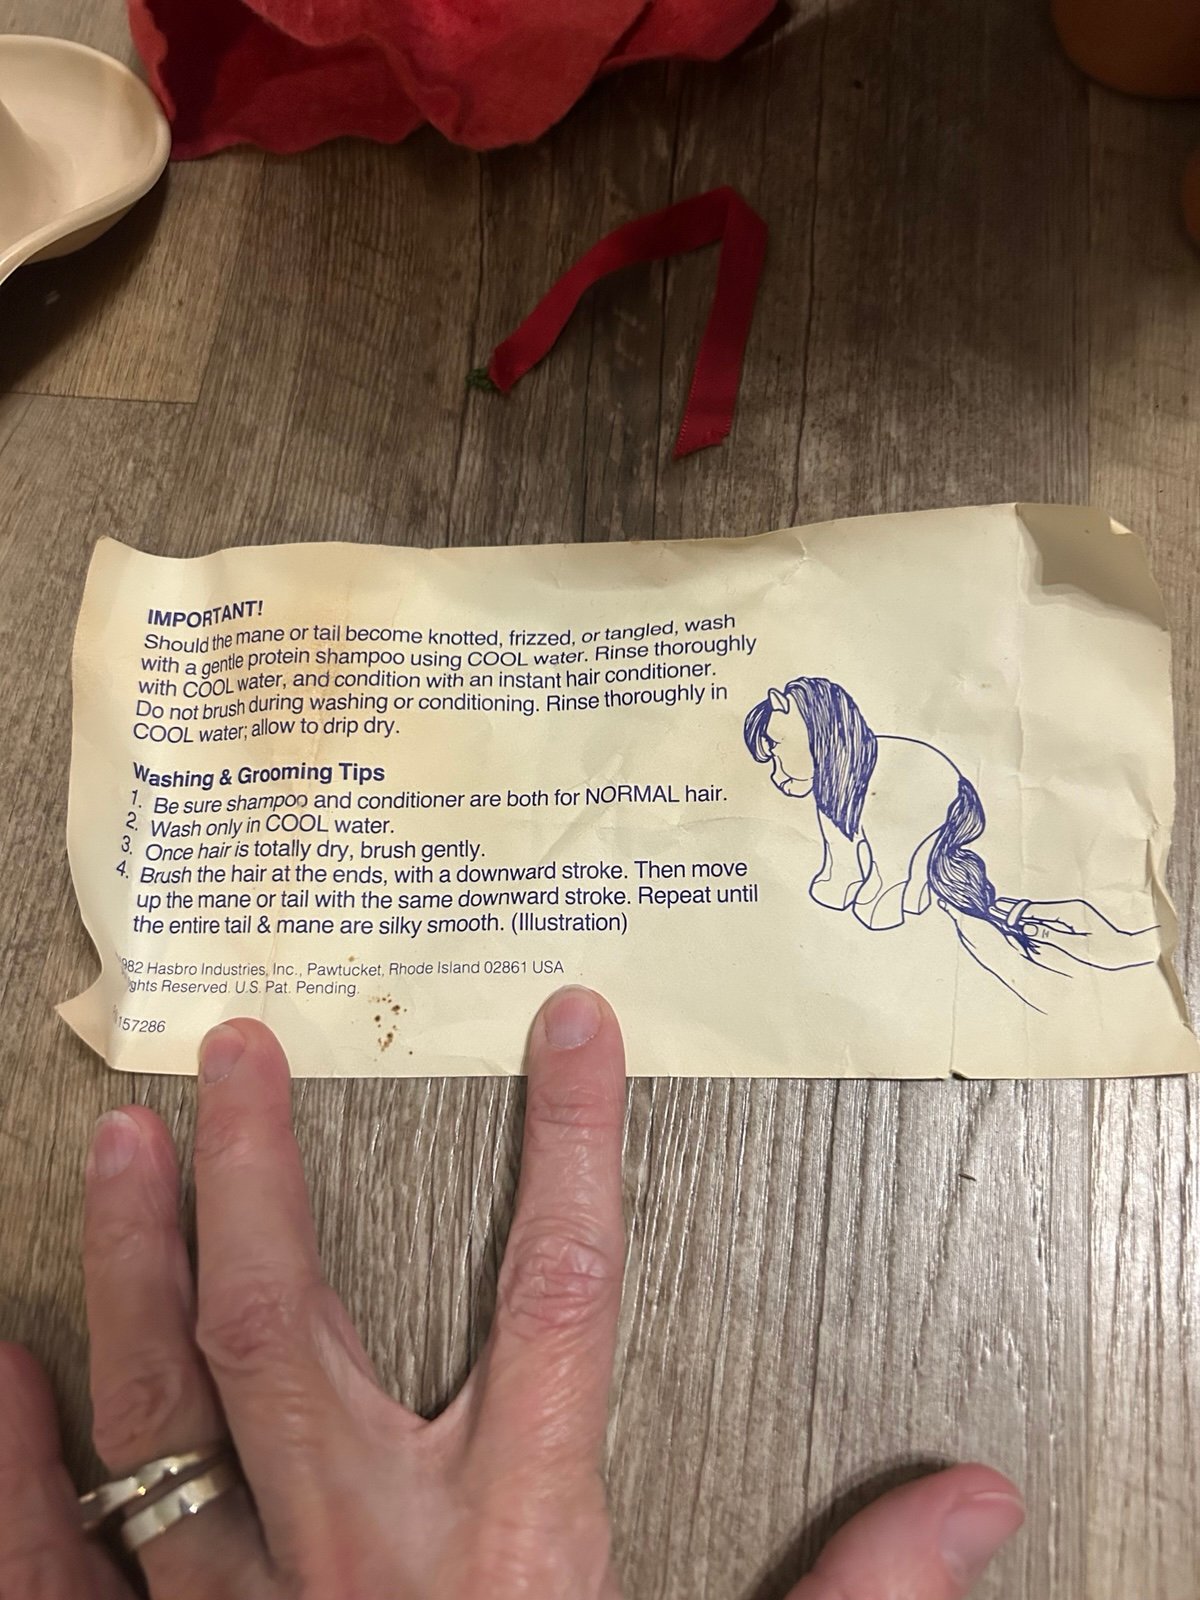 IMPORTANT!
Should the mane or tail become knotted, frizzed, or tangled, wash
with a gentle protein shampoo using COOL water. Rinse thoroughly
with COOL water, and condition with an instant hair conditioner.
Do not brush during washing or conditioning. Rinse thoroughly in
COOL water; allow to drip dry.
Washing & Grooming Tips
1. Be sure shampoo and conditioner are both for NORMAL hair.
2. Wash only in COOL water.
3. Once hair is totally dry, brush gently.
4. Brush the hair at the ends, with a downward stroke. Then move
up the mane or tail with the same downward stroke. Repeat until
the entire tail & mane are silky smooth. (Illustration)
982 Hasbro Industries, Inc., Pawtucket, Rhode Island 02861 USA
ghts Reserved. U.S. Pat. Pending.
157286